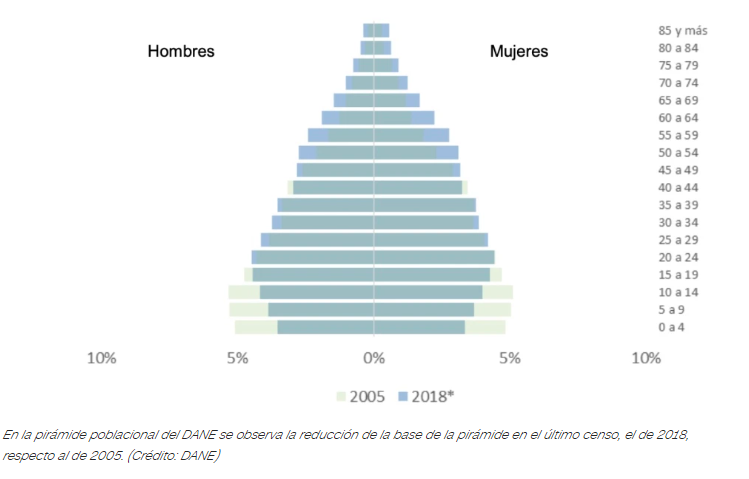 Hombres
Mujeres
85 y más
80 a 84
75 a 79
70 a 74
65 a 69
60 a 64
55 a 59
50 a 54
45 a 49
40 a 44
35 a 39
30 a 34
25 a 29
20 a 24
15 a 19
10 a 14
5 a 9
0 a 4
10% 5% 0% 5% 10%
2005 2018*
En la pirámide poblacional del DANE se observa la reducción de la base de la pirámide en el último censo, el de 2018,
respecto al de 2005. (Crédito: DANE)